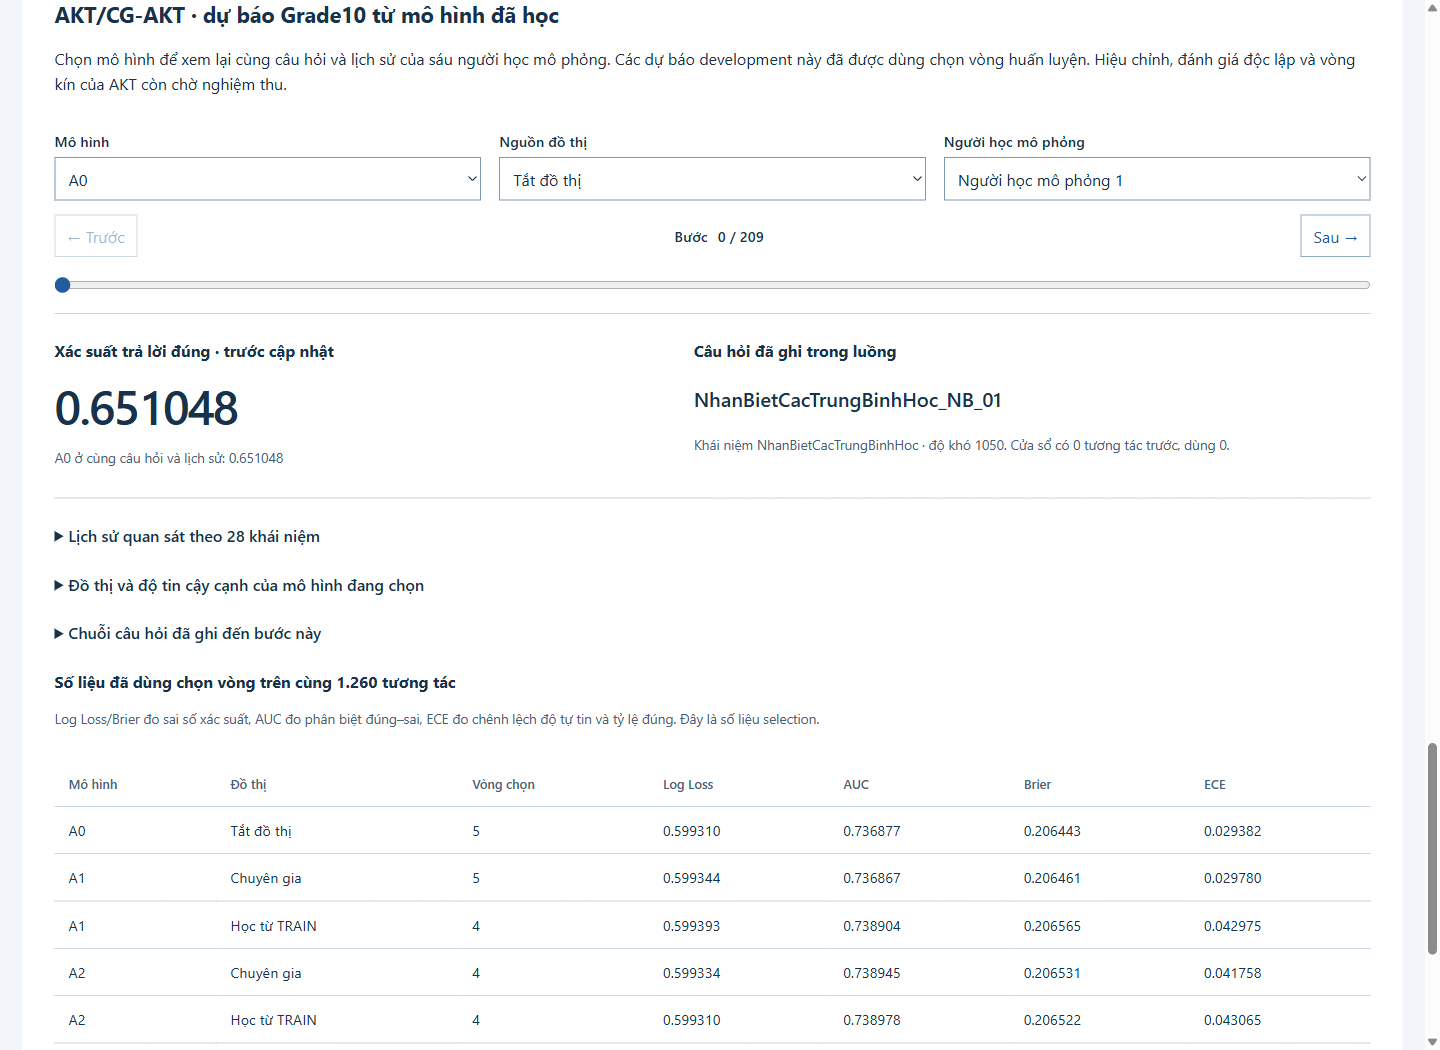 AKT/CG-AKT · dự báo Grade10 từ mô hình đã học
Chọn mô hình để xem lại cùng câu hỏi và lịch sử của sáu người học mô phỏng. Các dự báo development này đã được dùng chọn vòng huấn luyện. Hiệu chỉnh, đánh giá độc lập và vòng
kín của AKT còn chờ nghiệm thu.
Mô hình
Nguồn đồ thị
Người học mô phỏng
A0
Tắt đồ thị
Người học mô phỏng 1
← Trước
Bước 0 / 209
Sau →
Xác suất trả lời đúng · trước cập nhật
Câu hỏi đã ghi trong luồng
0.651048
NhanBietCacTrungBinhHoc_NB_01
A0 ở cùng câu hỏi và lịch sử: 0.651048
Khái niệm NhanBietCacTrungBinhHoc · độ khó 1050. Cửa sổ có 0 tương tác trước, dùng 0.
▶ Lịch sử quan sát theo 28 khái niệm
▶ Đồ thị và độ tin cậy cạnh của mô hình đang chọn
▶ Chuỗi câu hỏi đã ghi đến bước này
Số liệu đã dùng chọn vòng trên cùng 1.260 tương tác
Log Loss/Brier đo sai số xác suất, AUC đo phân biệt đúng–sai, ECE đo chênh lệch độ tự tin và tỷ lệ đúng. Đây là số liệu selection.
Mô hình Đồ thị Vòng chọn Log Loss AUC Brier ECE
A0 Tắt đồ thị 5 0.599310 0.736877 0.206443 0.029382
A1 Chuyên gia 5 0.599344 0.736867 0.206461 0.029780
A1 Học từ TRAIN 4 0.599393 0.738904 0.206565 0.042975
A2 Chuyên gia 4 0.599334 0.738945 0.206531 0.041758
A2 Học từ TRAIN 4 0.599310 0.738978 0.206522 0.043065